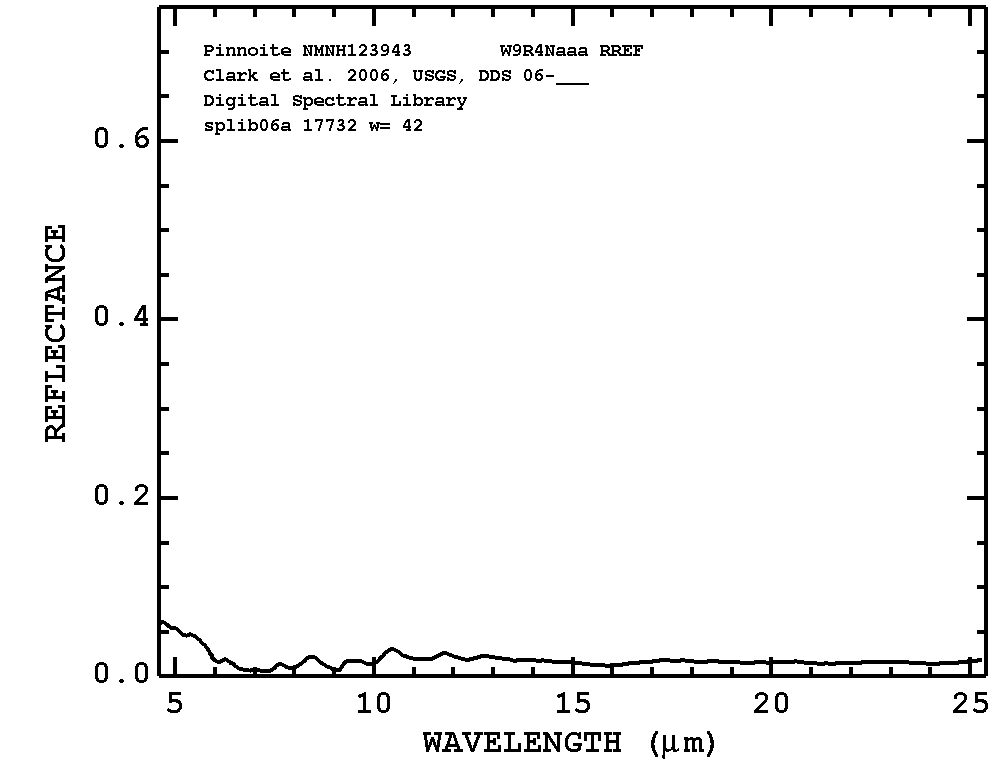 Pinnoite NMNH123943 W9R4Naaa RREF
Clark et al. 2006, USGS, DDS 06-___
Digital Spectral Library
splib06a 17732 w= 42
REFLECTANCE
0.6
0.4
0.2
0.0
5 10 15 20 25
WAVELENGTH (µm)